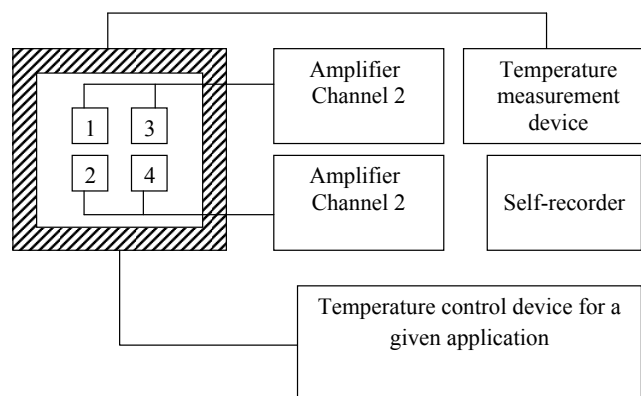 Amplifier
Channel 2
Temperature
measurement
device
1
3
2
4
Amplifier
Channel 2
Self-recorder
Temperature control device for a
given application